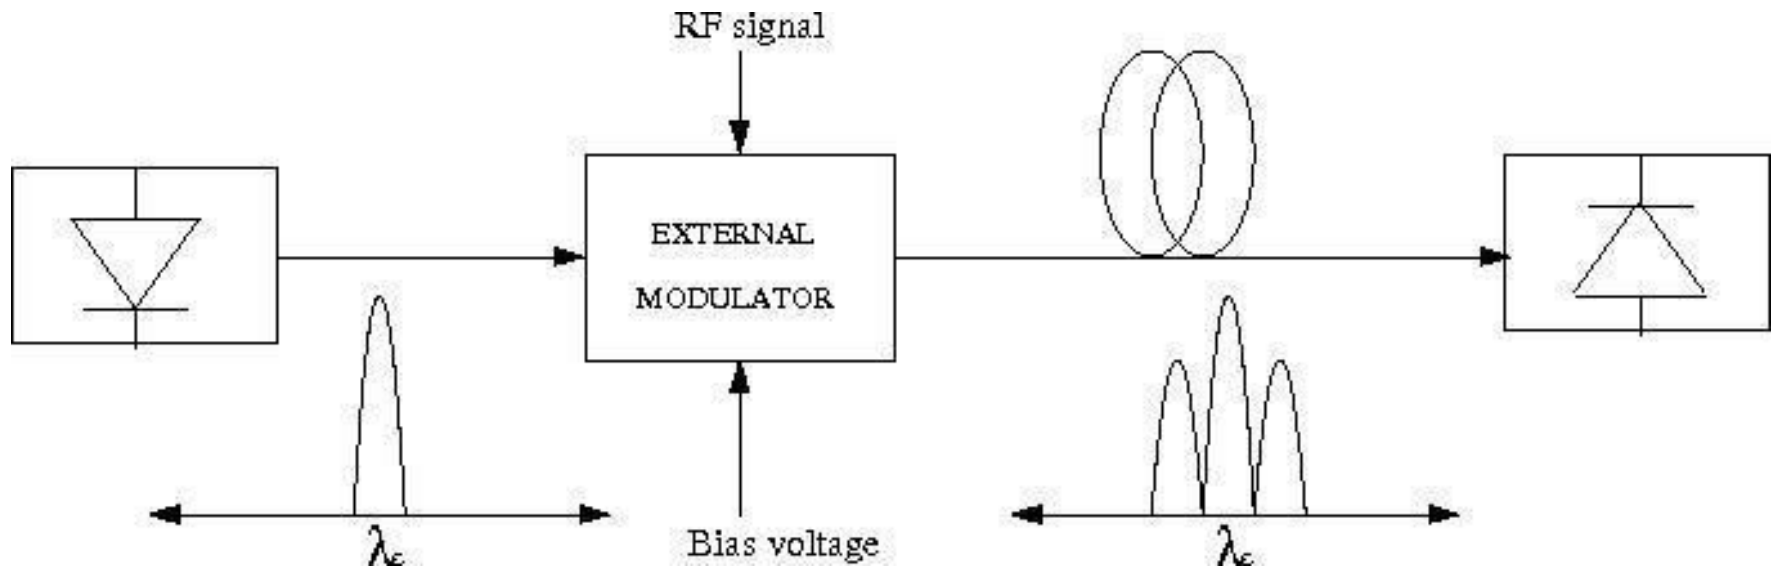 RF signal
EXTERNAL
MODULATOR
Bias voltage
λ
λ